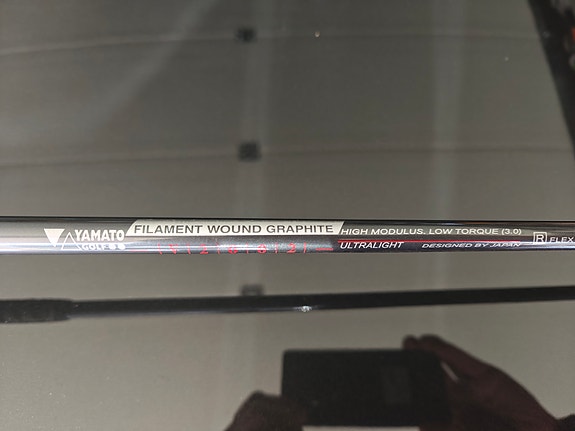 YAMATO
GOLF
FILAMENT WOUND GRAPHITE
HIGH MODULUS. LOW TORQUE (3.0)
ULTRALIGHT
DESIGNED BY JAPAN
R FLEX